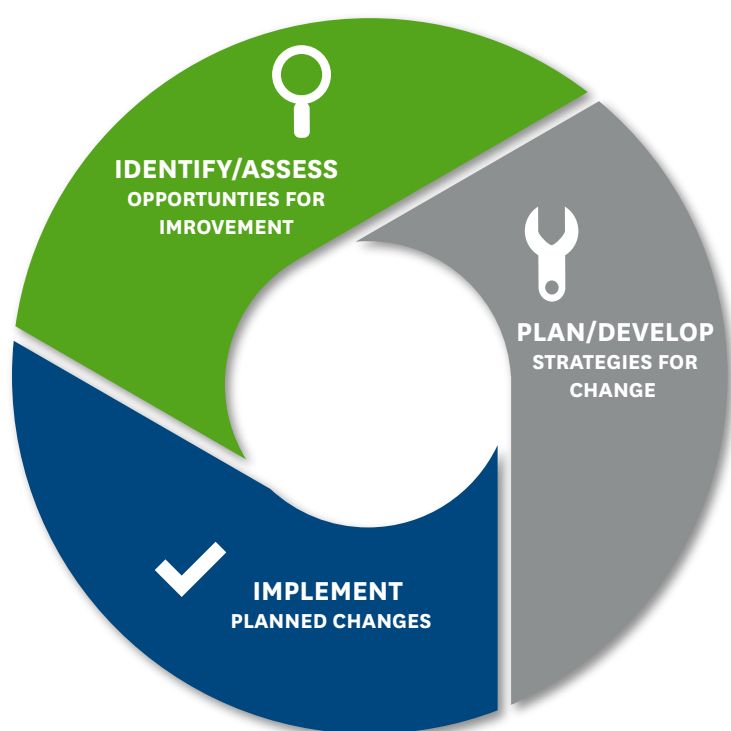 IDENTIFY/ASSESS
OPPORTUNTIES FOR
IMROVEMENT
PLAN/DEVELOP
STRATEGIES FOR
CHANGE
IMPLEMENT
PLANNED CHANGES